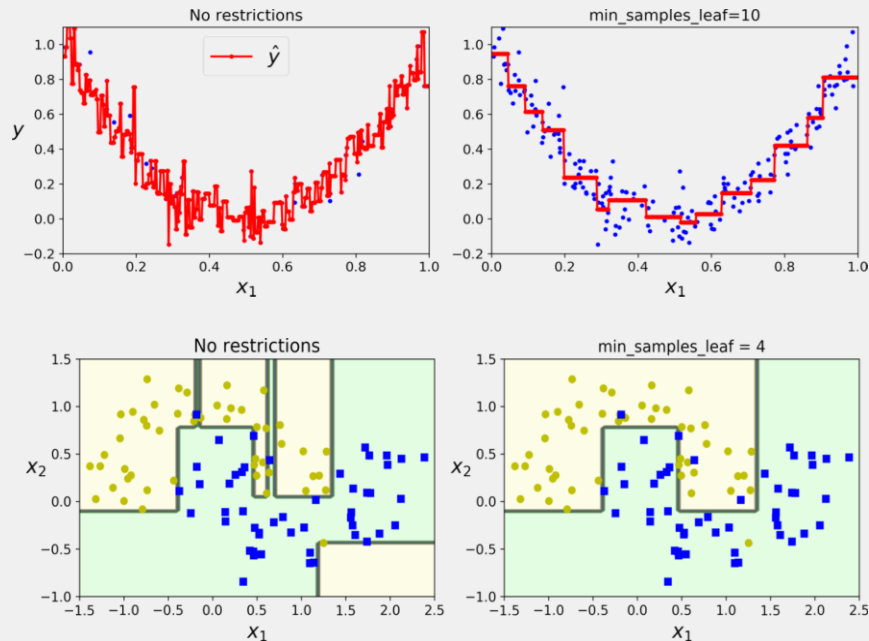 No restrictions
min_samples_leaf=10
ŷ
y
1.0
0.8
0.6
0.4
0.2
0.0
−0.2
0.0 0.2 0.4 0.6 0.8 1.0
x₁
1.0
0.8
0.6
0.4
0.2
0.0
−0.2
0.0 0.2 0.4 0.6 0.8 1.0
x₁
No restrictions
min_samples_leaf = 4
x₂
1.5
1.0
0.5
0.0
−0.5
−1.0
−1.5 −1.0 −0.5 0.0 0.5 1.0 1.5 2.0 2.5
x₁
x₂
1.5
1.0
0.5
0.0
−0.5
−1.0
−1.5 −1.0 −0.5 0.0 0.5 1.0 1.5 2.0 2.5
x₁